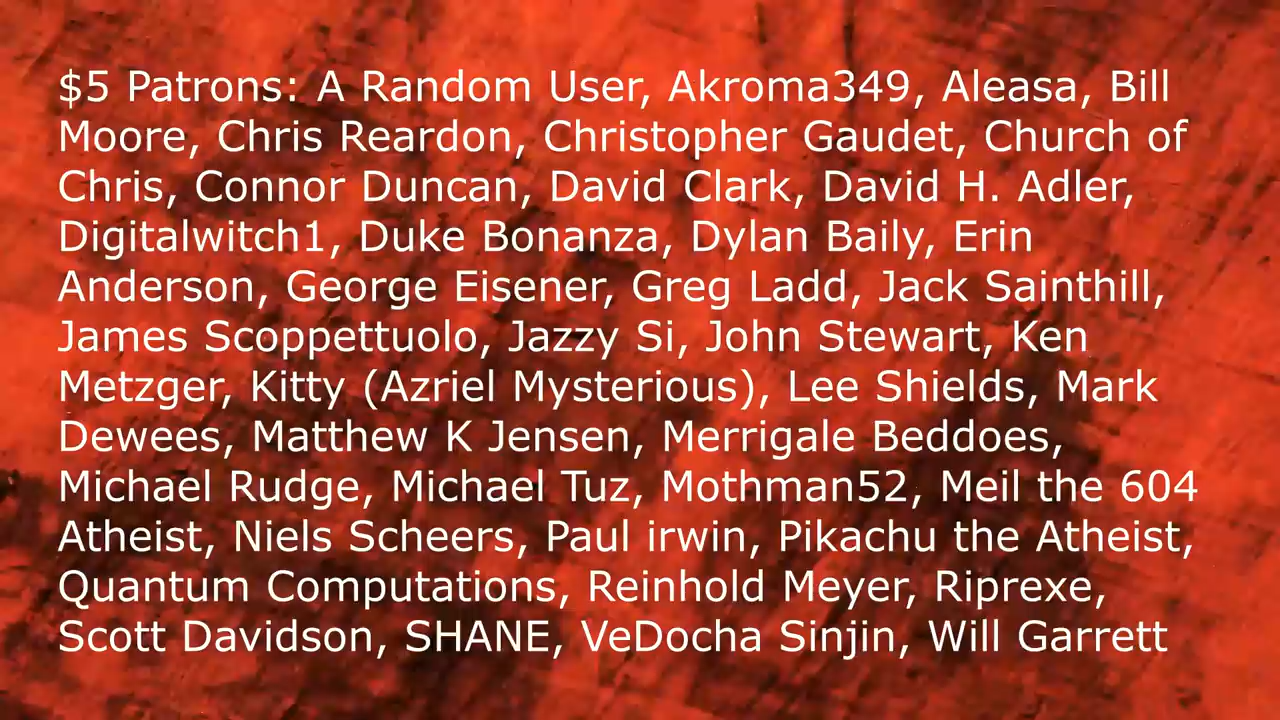 $5 Patrons: A Random User, Akroma349, Aleasa, Bill
Moore, Chris Reardon, Christopher Gaudet, Church of
Chris, Connor Duncan, David Clark, David H. Adler,
Digitalwitch1, Duke Bonanza, Dylan Baily, Erin
Anderson, George Eisener, Greg Ladd, Jack Sainthill,
James Scoppettuolo, Jazzy Si, John Stewart, Ken
Metzger, Kitty (Azriel Mysterious), Lee Shields, Mark
Dewees, Matthew K Jensen, Merrigale Beddoes,
Michael Rudge, Michael Tuz, Mothman52, Meil the 604
Atheist, Niels Scheers, Paul irwin, Pikachu the Atheist,
Quantum Computations, Reinhold Meyer, Riprexe,
Scott Davidson, SHANE, VeDocha Sinjin, Will Garrett